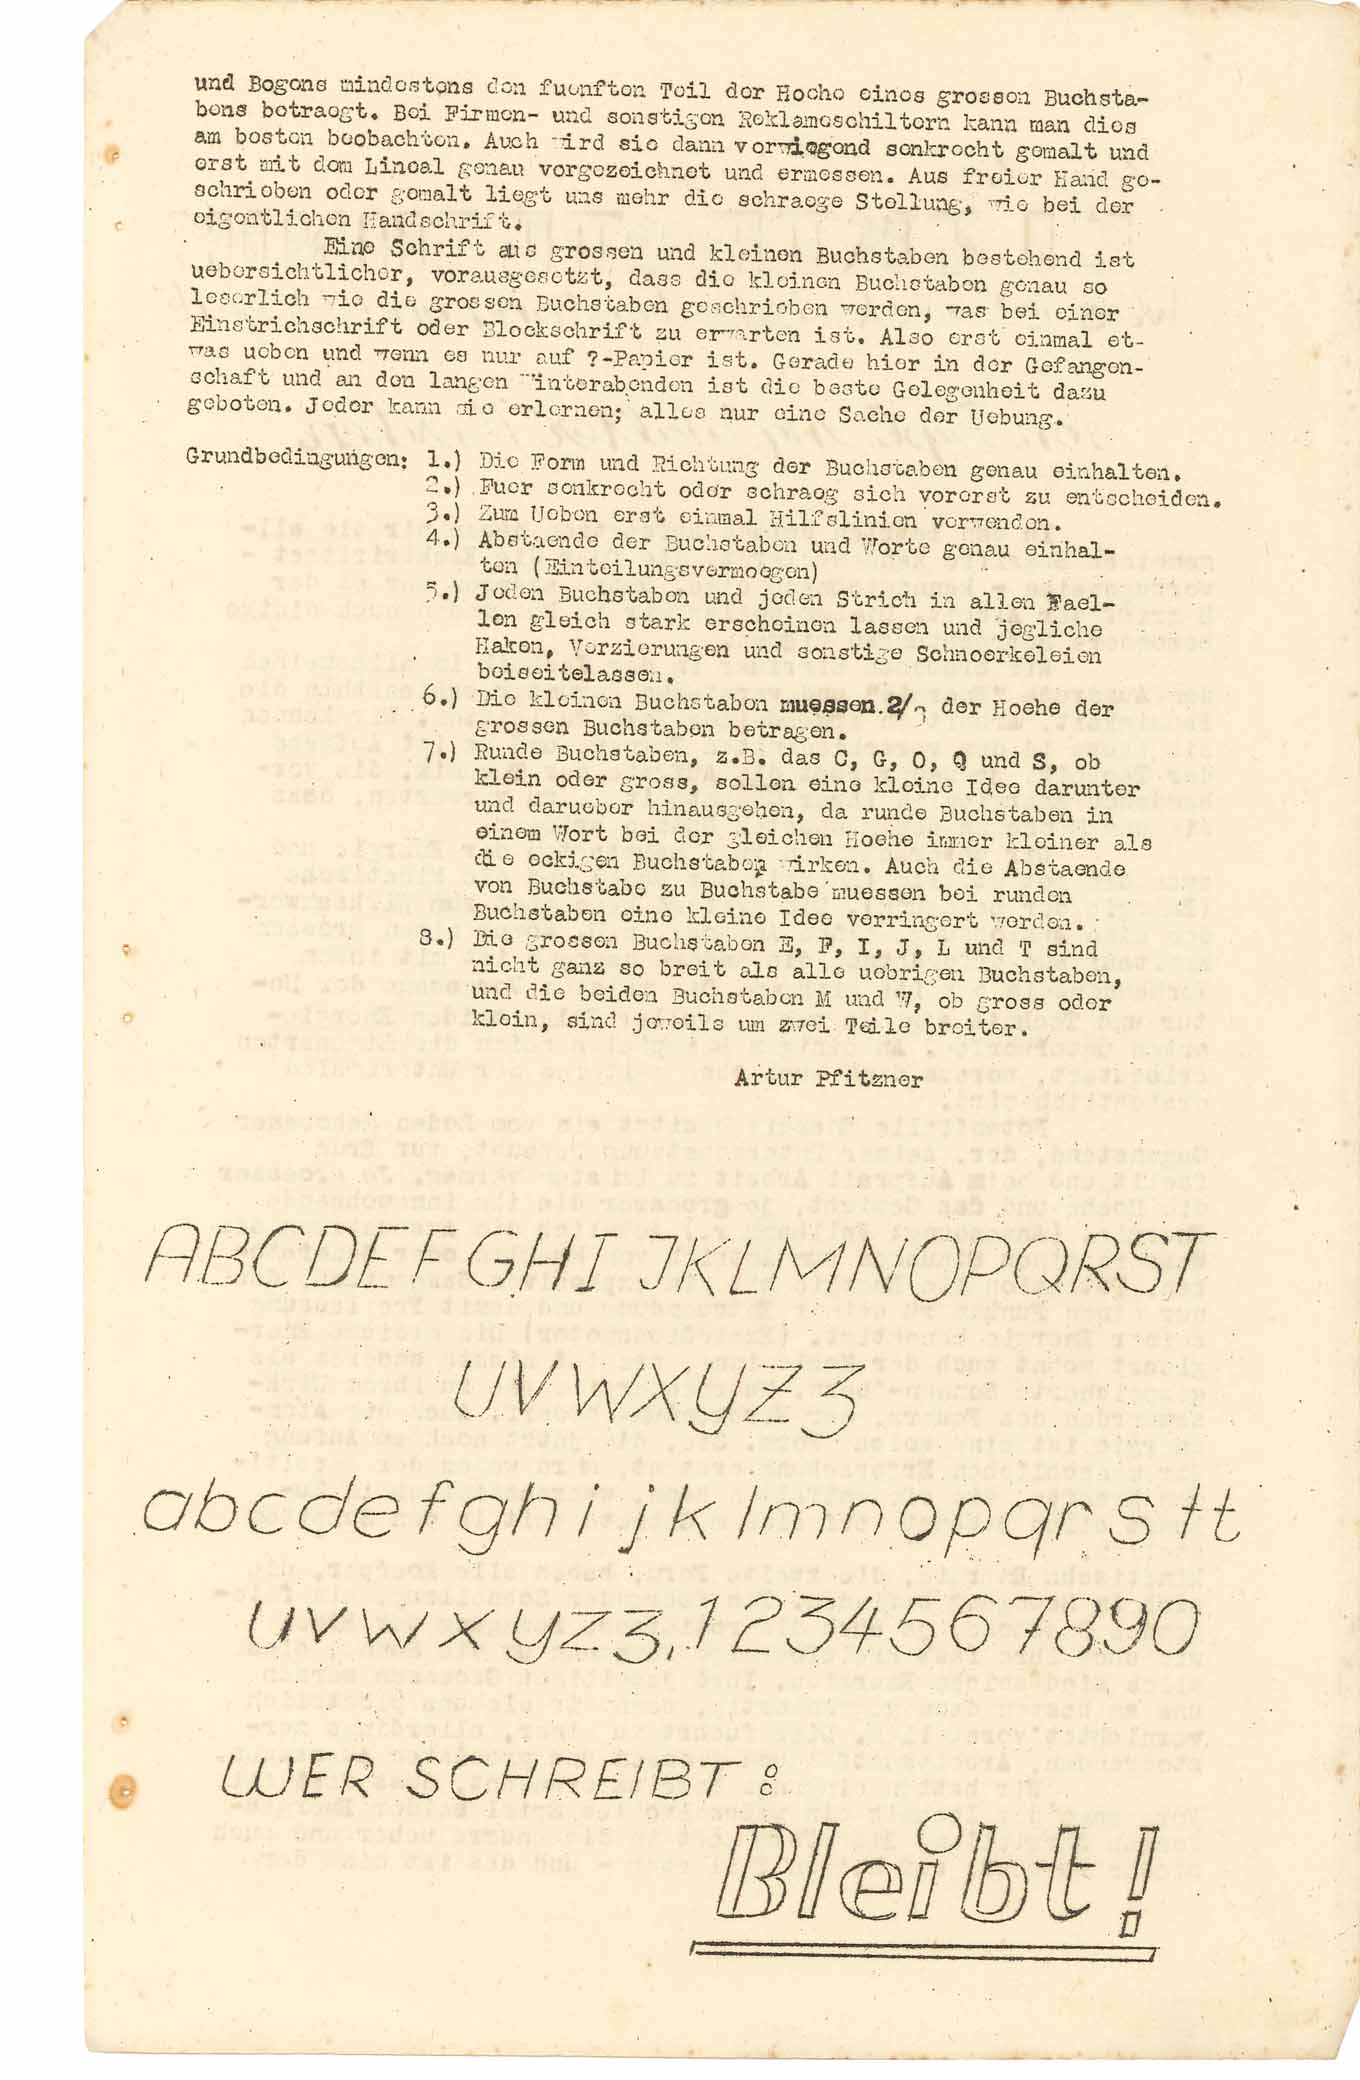 und Bogens mindestens den fuenften Teil der Hoehe eines grossen Buchsta-
bens betraegt. Bei Firmen- und sonstigen Reklameschiltern kann man dies
am besten beobachten. Auch wird sie dann vorwiegend senkrecht gemalt und
erst mit dem Lineal genau vorgezeichnet und ermessen. Aus freier Hand ge-
schrieben oder gemalt liegt uns mehr die schraege Stellung, wie bei der
eigentlichen Handschrift.
Eine Schrift aus grossen und kleinen Buchstaben bestehend ist
uebersichtlicher, vorausgesetzt, dass die kleinen Buchstaben genau so
leserlich wie die grossen Buchstaben geschrieben werden, was bei einer
Einstrichschrift oder Blockschrift zu erwarten ist. Also erst einmal et-
was ueben und wenn es nur auf ?-Papier ist. Gerade hier in der Gefangen-
schaft und an den langen Winterabenden ist die beste Gelegenheit dazu
geboten. Jeder kann sie erlernen; alles nur eine Sache der Uebung.
Grundbedingungen: 1.) Die Form und Richtung der Buchstaben genau einhalten.
2.) Fuer senkrecht oder schraeg sich vorerst zu entscheiden.
3.) Zum Ueben erst einmal Hilfslinien verwenden.
4.) Abstaende der Buchstaben und Worte genau einhal-
ten (Einteilungsvermoegen)
5.) Jeden Buchstaben und jeden Strich in allen Fael-
len gleich stark erscheinen lassen und jegliche
Haken, Verzierungen und sonstige Schnoerkeleien
beiseitelassen.
6.) Die kleinen Buchstaben muessen 2/3 der Hoehe der
grossen Buchstaben betragen.
7.) Runde Buchstaben, z.B. das C, G, O, Q und S, ob
klein oder gross, sollen eine kleine Idee darunter
und darueber hinausgehen, da runde Buchstaben in
einem Wort bei der gleichen Hoehe immer kleiner als
die eckigen Buchstaben wirken. Auch die Abstaende
von Buchstabe zu Buchstabe muessen bei runden
Buchstaben eine kleine Idee verringert werden.
8.) Die grossen Buchstaben E, F, I, J, L und T sind
nicht ganz so breit als alle uebrigen Buchstaben,
und die beiden Buchstaben M und W, ob gross oder
klein, sind jeweils um zwei Teile breiter.
Artur Pfitzner
ABCDEFGHIJKLMNOPQRST
UVWXYZ3
abcdefghijklmnopqrstt
uvwxyz3,1234567890
WER SCHREIBT :
Bleibt!